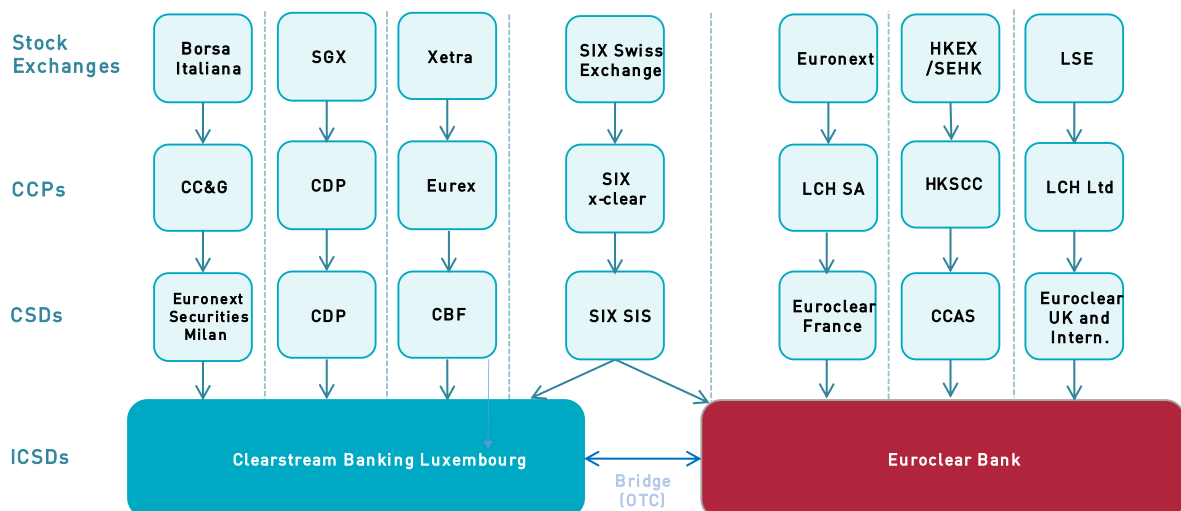 Stock
Exchanges
Borsa
Italiana
SGX
Xetra
SIX Swiss
Exchange
Euronext
HKEX
/SEHK
LSE
CCPs
CC&G
CDP
Eurex
SIX
x-clear
LCH SA
HKSCC
LCH Ltd
CSDs
Euronext
Securities
Milan
CDP
CBF
SIX SIS
Euroclear
France
CCAS
Euroclear
UK and
Intern.
ICSDs
Clearstream Banking Luxembourg
Bridge
(OTC)
Euroclear Bank